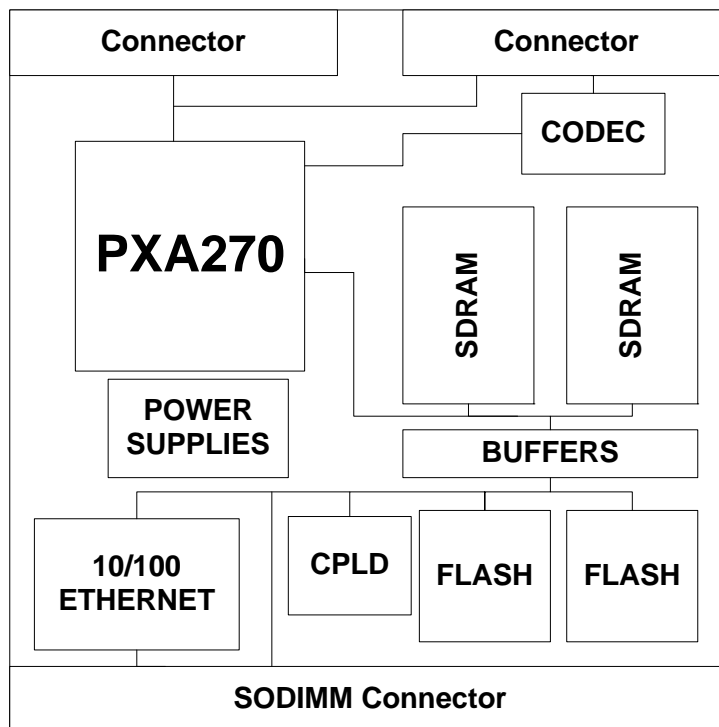 Connector
Connector
CODEC
PXA270
SDRAM
SDRAM
POWER
SUPPLIES
BUFFERS
10/100
ETHERNET
CPLD
FLASH
FLASH
SODIMM Connector